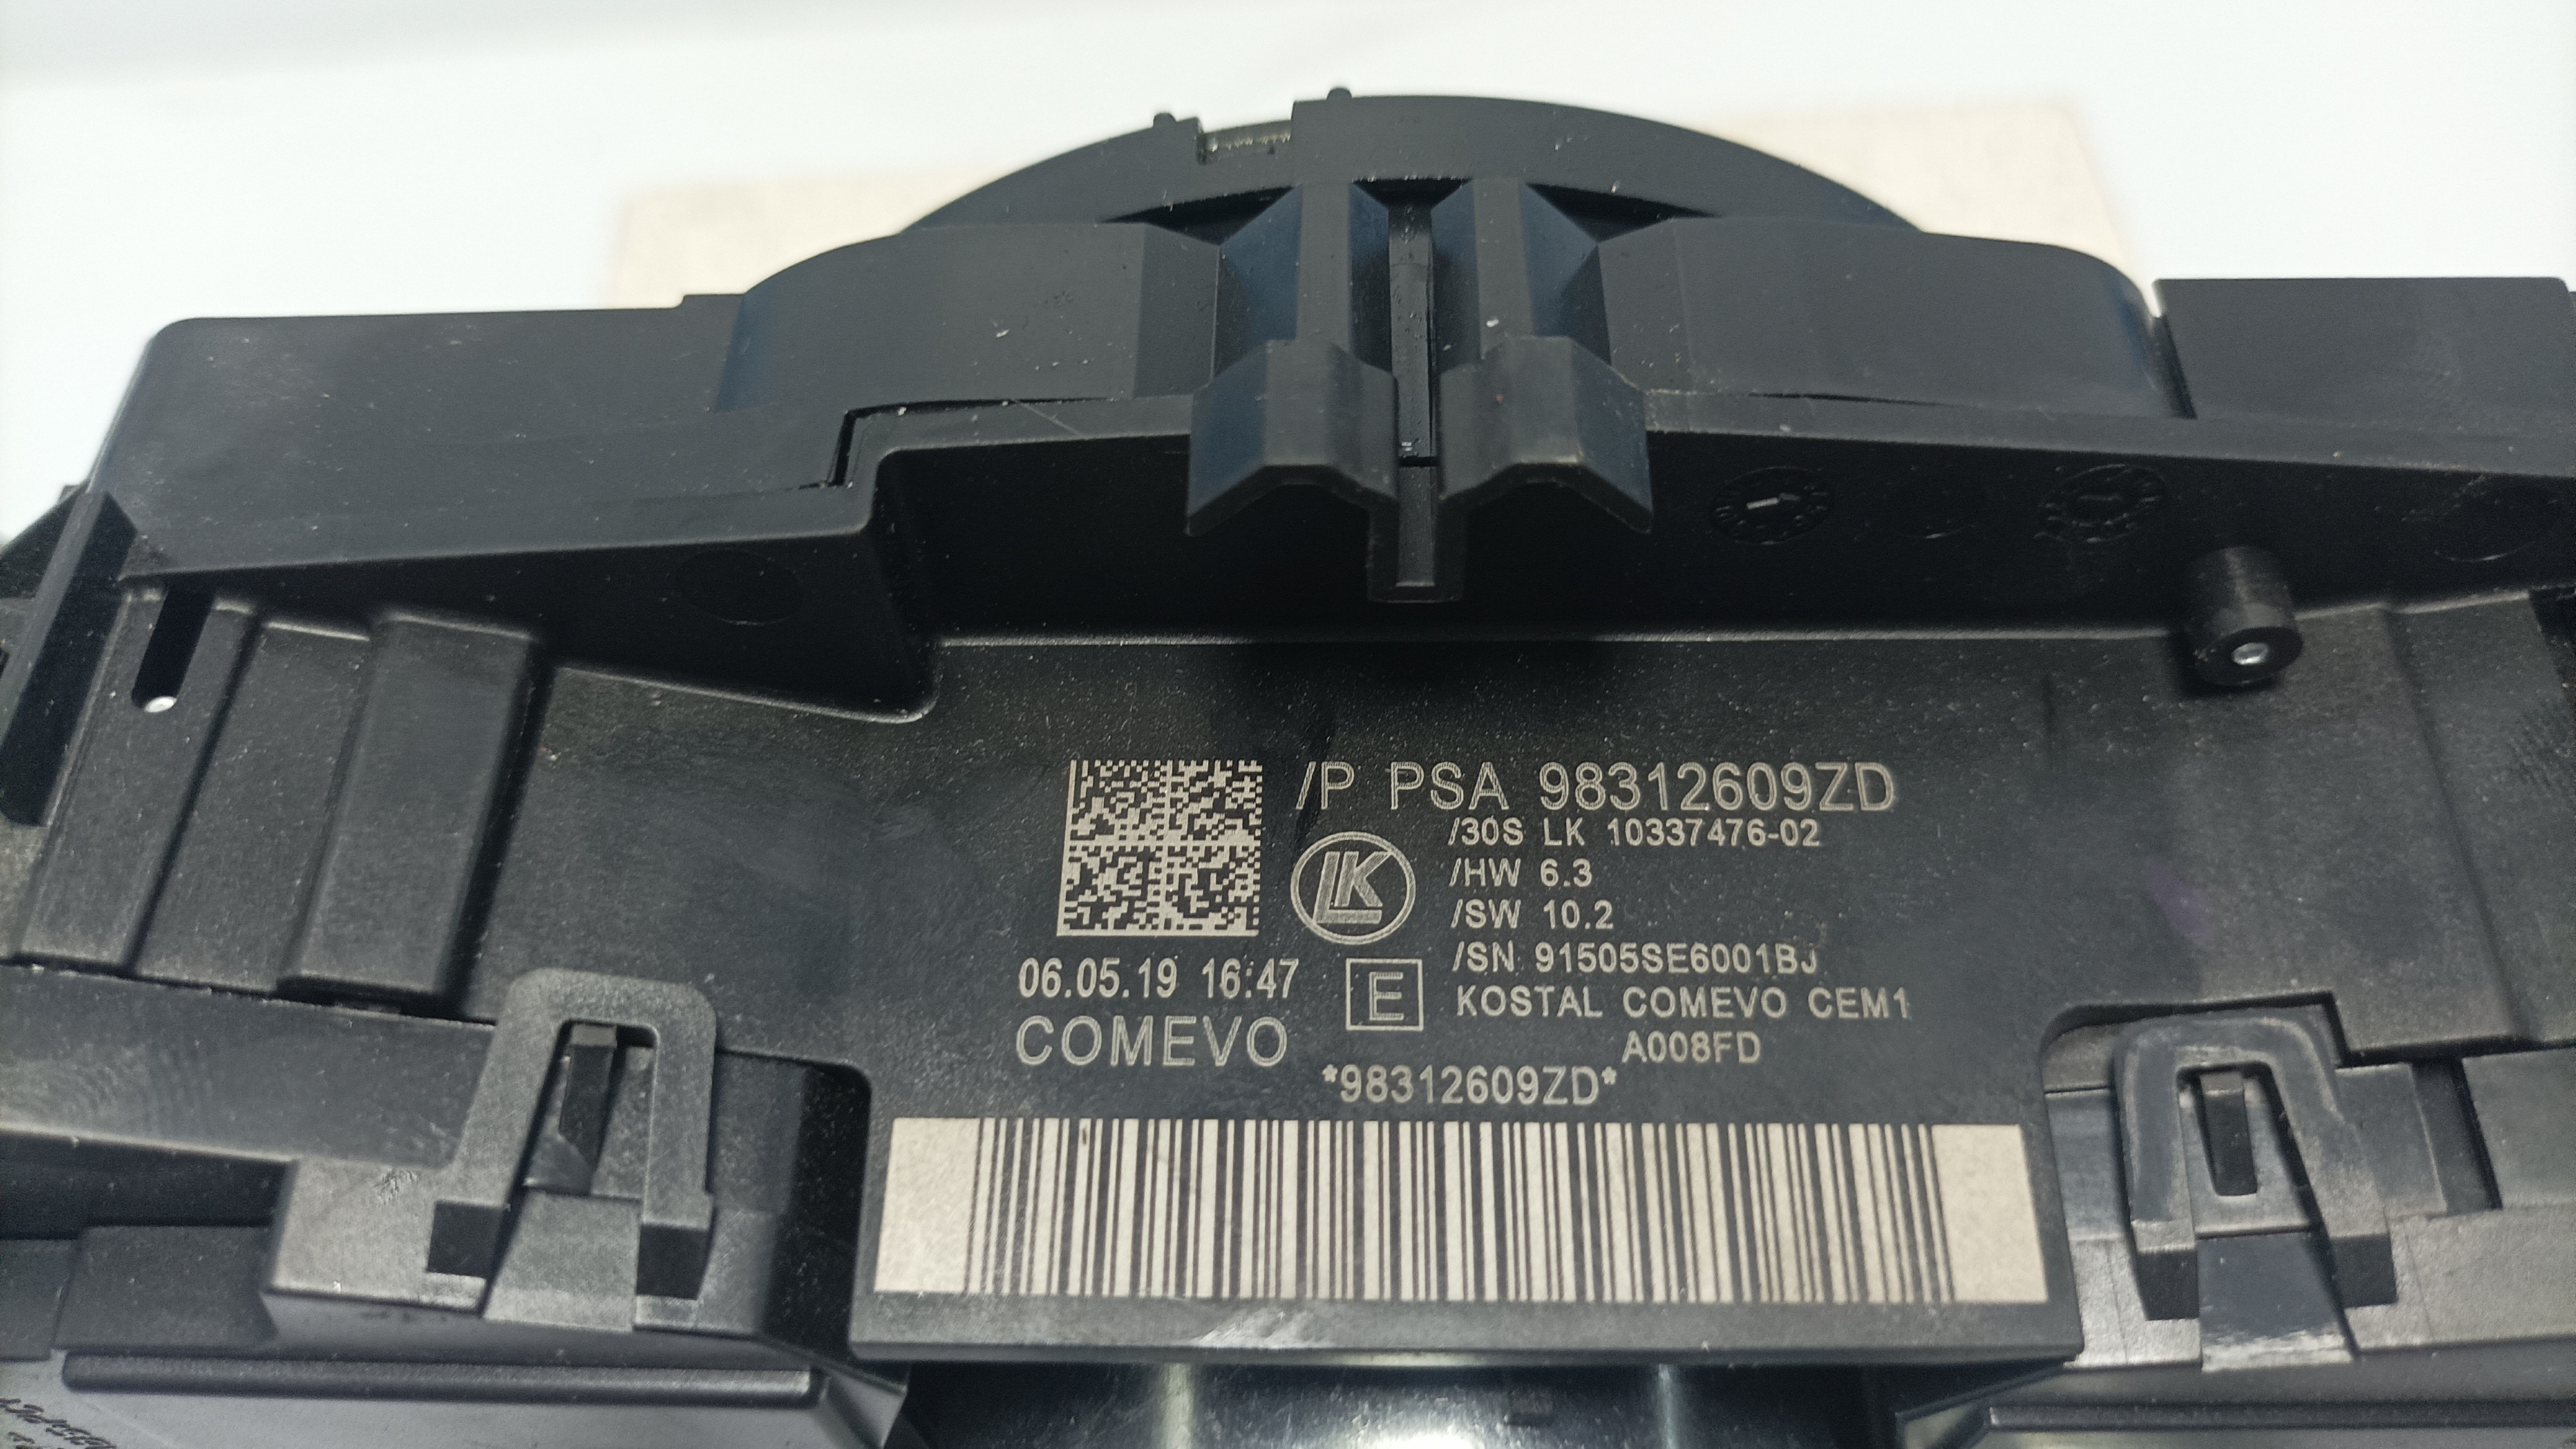 /P PSA 98312609ZD
/30S LK 10337476-02
LK
/HW 6.3
/SW 10.2
/SN 91505SE6001BJ
06.05.19 16:47
E
KOSTAL COMEVO CEM1
COMEVO
A008FD
*98312609ZD*